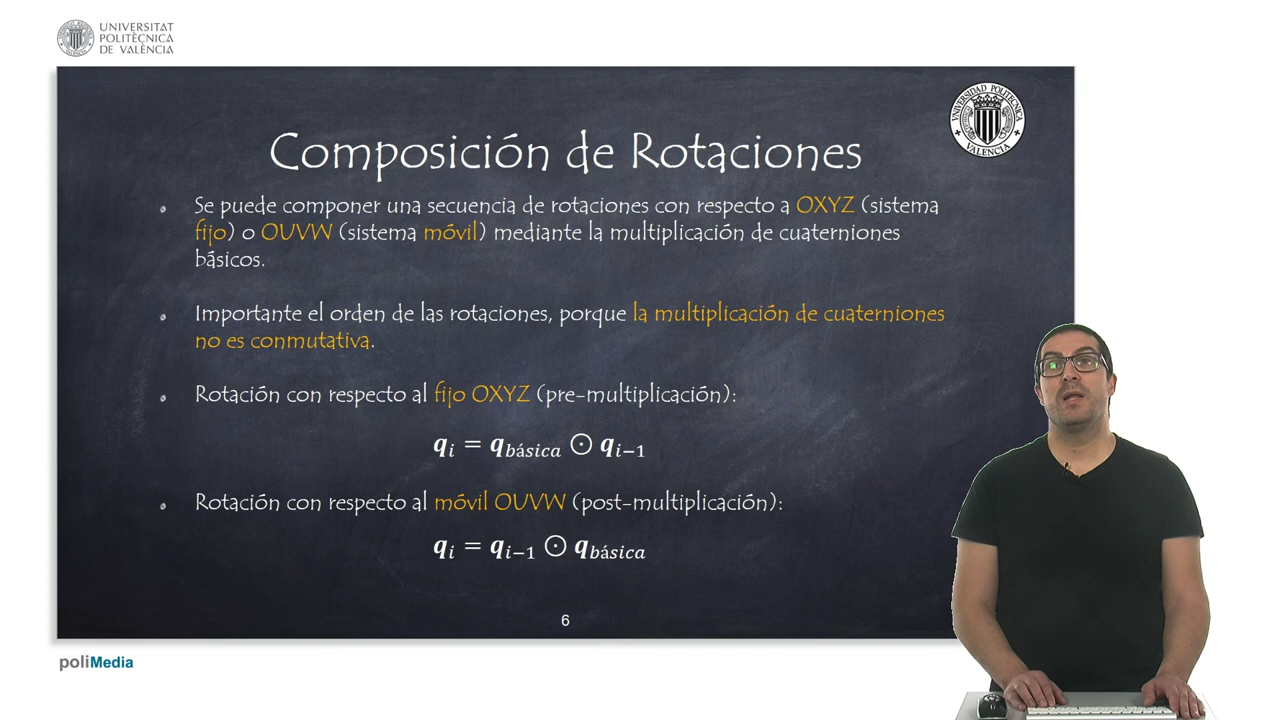 UNIVERSITAT
POLITÈCNICA
DE VALÈNCIA
UNIVERSIDAD POLITECNICA
VALENCIA
Composición de Rotaciones
Se puede componer una secuencia de rotaciones con respecto a OXYZ (sistema
fijo) o OUVW (sistema móvil) mediante la multiplicación de cuaterniones
básicos.
Importante el orden de las rotaciones, porque la multiplicación de cuaterniones
no es conmutativa.
Rotación con respecto al fijo OXYZ (pre-multiplicación):
q_i = q_básica ⊙ q_i−1
Rotación con respecto al móvil OUVW (post-multiplicación):
q_i = q_i−1 ⊙ q_básica
6
poliMedia